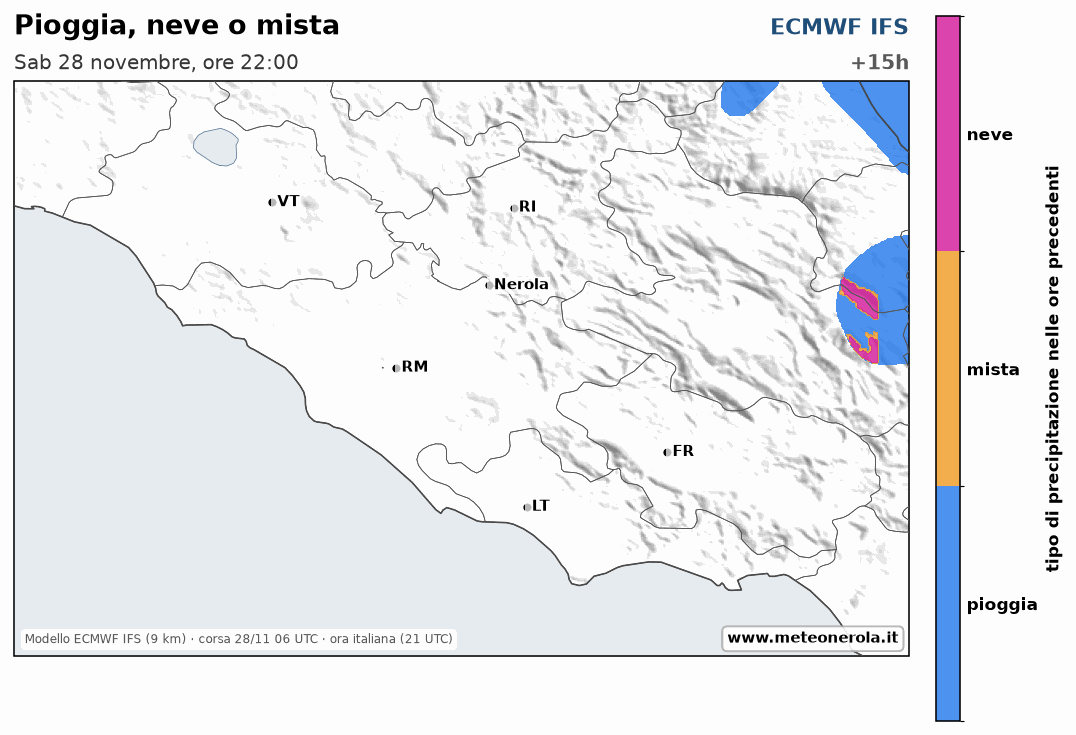 Pioggia, neve o mista
ECMWF IFS
Sab 28 novembre, ore 22:00
+15h
neve
mista
pioggia
tipo di precipitazione nelle ore precedenti
VT
RI
Nerola
RM
FR
LT
Modello ECMWF IFS (9 km) · corsa 28/11 06 UTC · ora italiana (21 UTC)
www.meteonerola.it